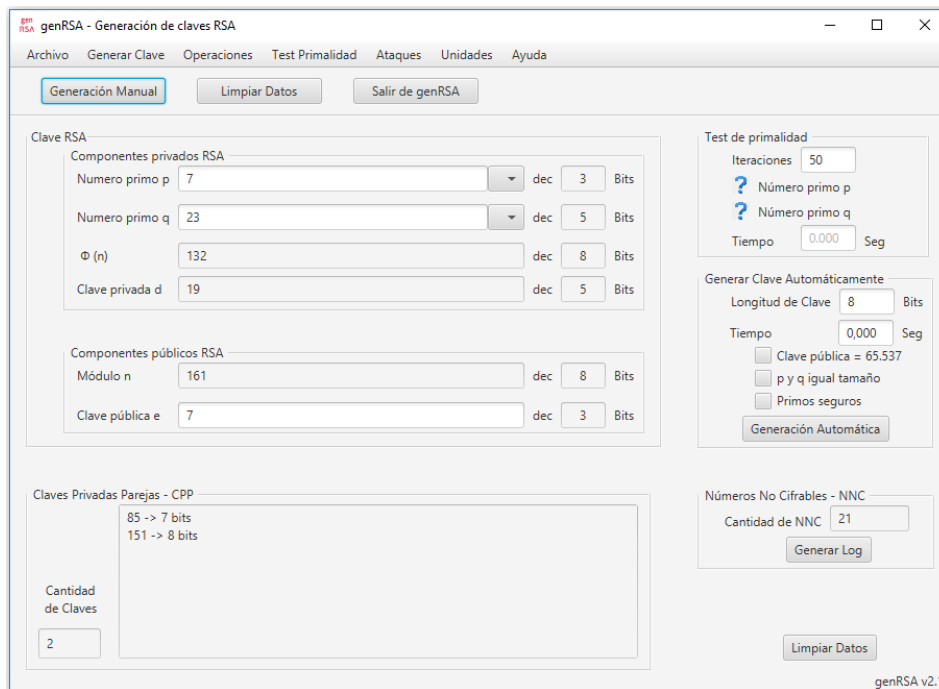 gen RSA
genRSA - Generación de claves RSA
Archivo Generar Clave Operaciones Test Primalidad Ataques Unidades Ayuda
Generación Manual Limpiar Datos Salir de genRSA
Clave RSA
Componentes privados RSA
Numero primo p 7 dec 3 Bits
Numero primo q 23 dec 5 Bits
Φ (n) 132 dec 8 Bits
Clave privada d 19 dec 5 Bits
Componentes públicos RSA
Módulo n 161 dec 8 Bits
Clave pública e 7 dec 3 Bits
Test de primalidad
Iteraciones 50
? Número primo p
? Número primo q
Tiempo 0.000 Seg
Generar Clave Automáticamente
Longitud de Clave 8 Bits
Tiempo 0,000 Seg
Clave pública = 65.537
p y q igual tamaño
Primos seguros
Generación Automática
Claves Privadas Parejas - CPP
85 -> 7 bits
151 -> 8 bits
Cantidad
de Claves
2
Números No Cifrables - NNC
Cantidad de NNC 21
Generar Log
Limpiar Datos
genRSA v2.